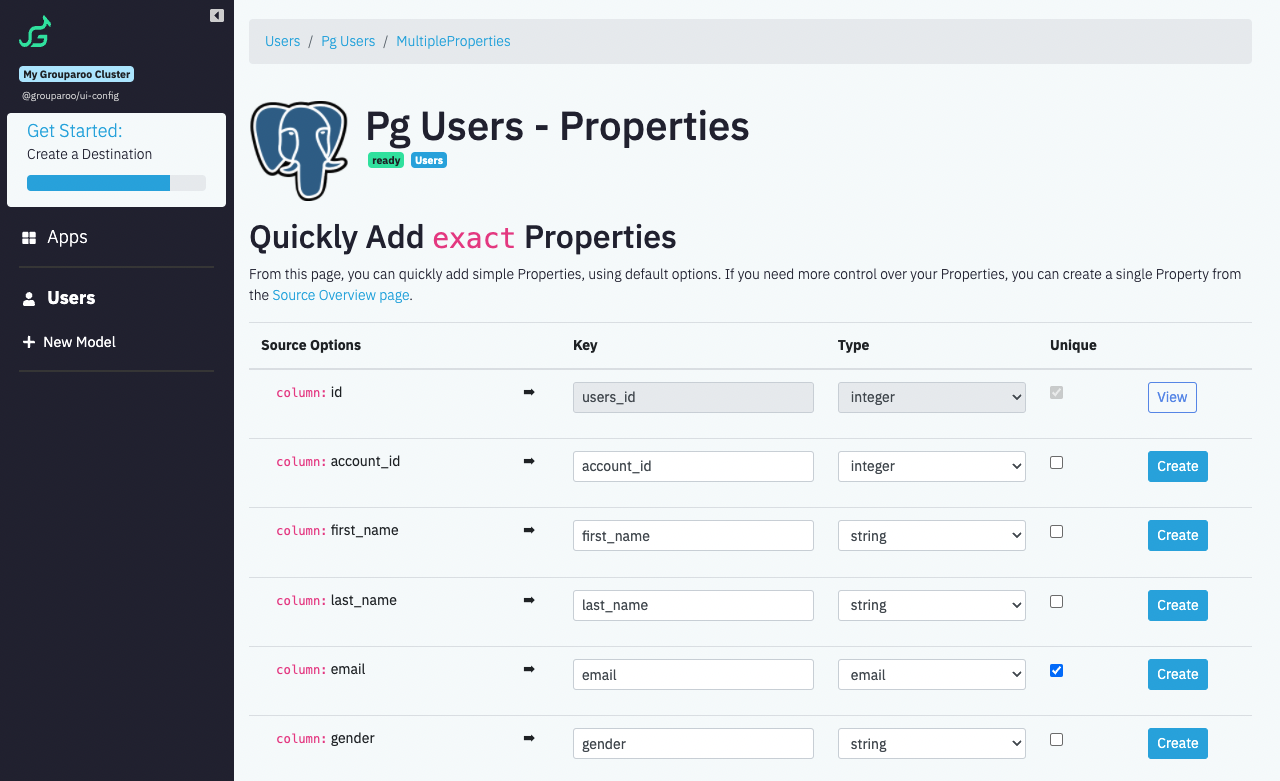 My Grouparoo Cluster
@grouparoo/ui-config
Get Started:
Create a Destination
Apps
Users
New Model
Users / Pg Users / MultipleProperties
Pg Users - Properties
ready Users
Quickly Add exact Properties
From this page, you can quickly add simple Properties, using default options. If you need more control over your Properties, you can create a single Property from
the Source Overview page.
Source Options Key Type Unique
column: id ➡ users_id integer View
column: account_id ➡ account_id integer Create
column: first_name ➡ first_name string Create
column: last_name ➡ last_name string Create
column: email ➡ email email Create
column: gender ➡ gender string Create